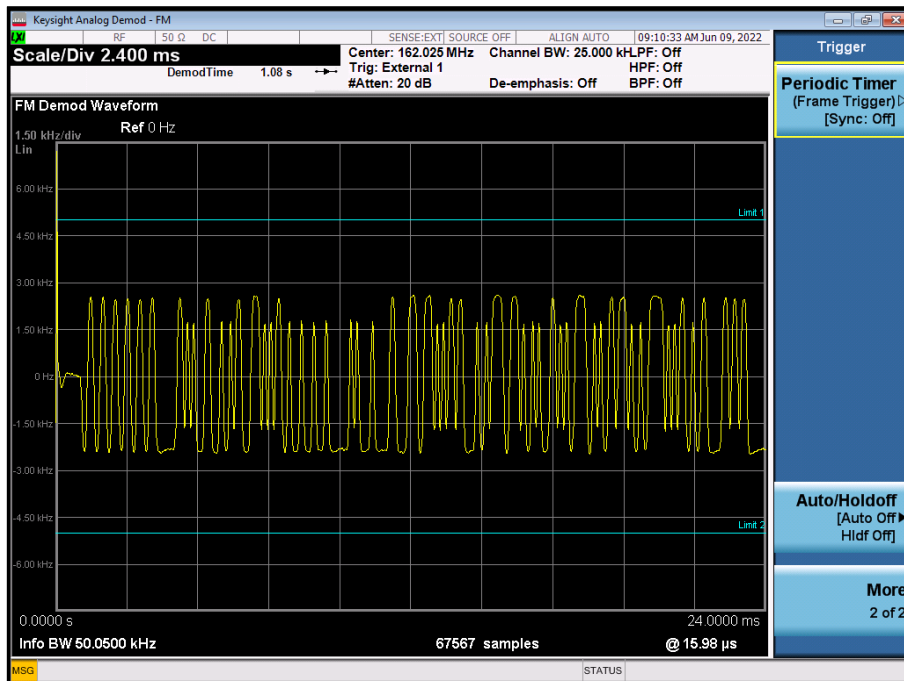 Keysight Analog Demod - FM
LXI RF 50 Ω DC SENSE:EXT SOURCE OFF ALIGN AUTO 09:10:33 AM Jun 09, 2022
Scale/Div 2.400 ms
DemodTime 1.08 s
Center: 162.025 MHz Channel BW: 25.000 kH LPF: Off
Trig: External 1 HPF: Off
#Atten: 20 dB De-emphasis: Off BPF: Off
FM Demod Waveform
Ref 0 Hz
1.50 kHz/div
Lin
6.00 kHz
Limit 1
4.50 kHz
3.00 kHz
1.50 kHz
0 Hz
-1.50 kHz
-3.00 kHz
-4.50 kHz
Limit 2
-6.00 kHz
0.0000 s 24.0000 ms
Info BW 50.0500 kHz 67567 samples @ 15.98 µs
MSG STATUS
Trigger
Periodic Timer
(Frame Trigger)
[Sync: Off]
Auto/Holdoff
[Auto Off
Hldf Off]
More
2 of 2